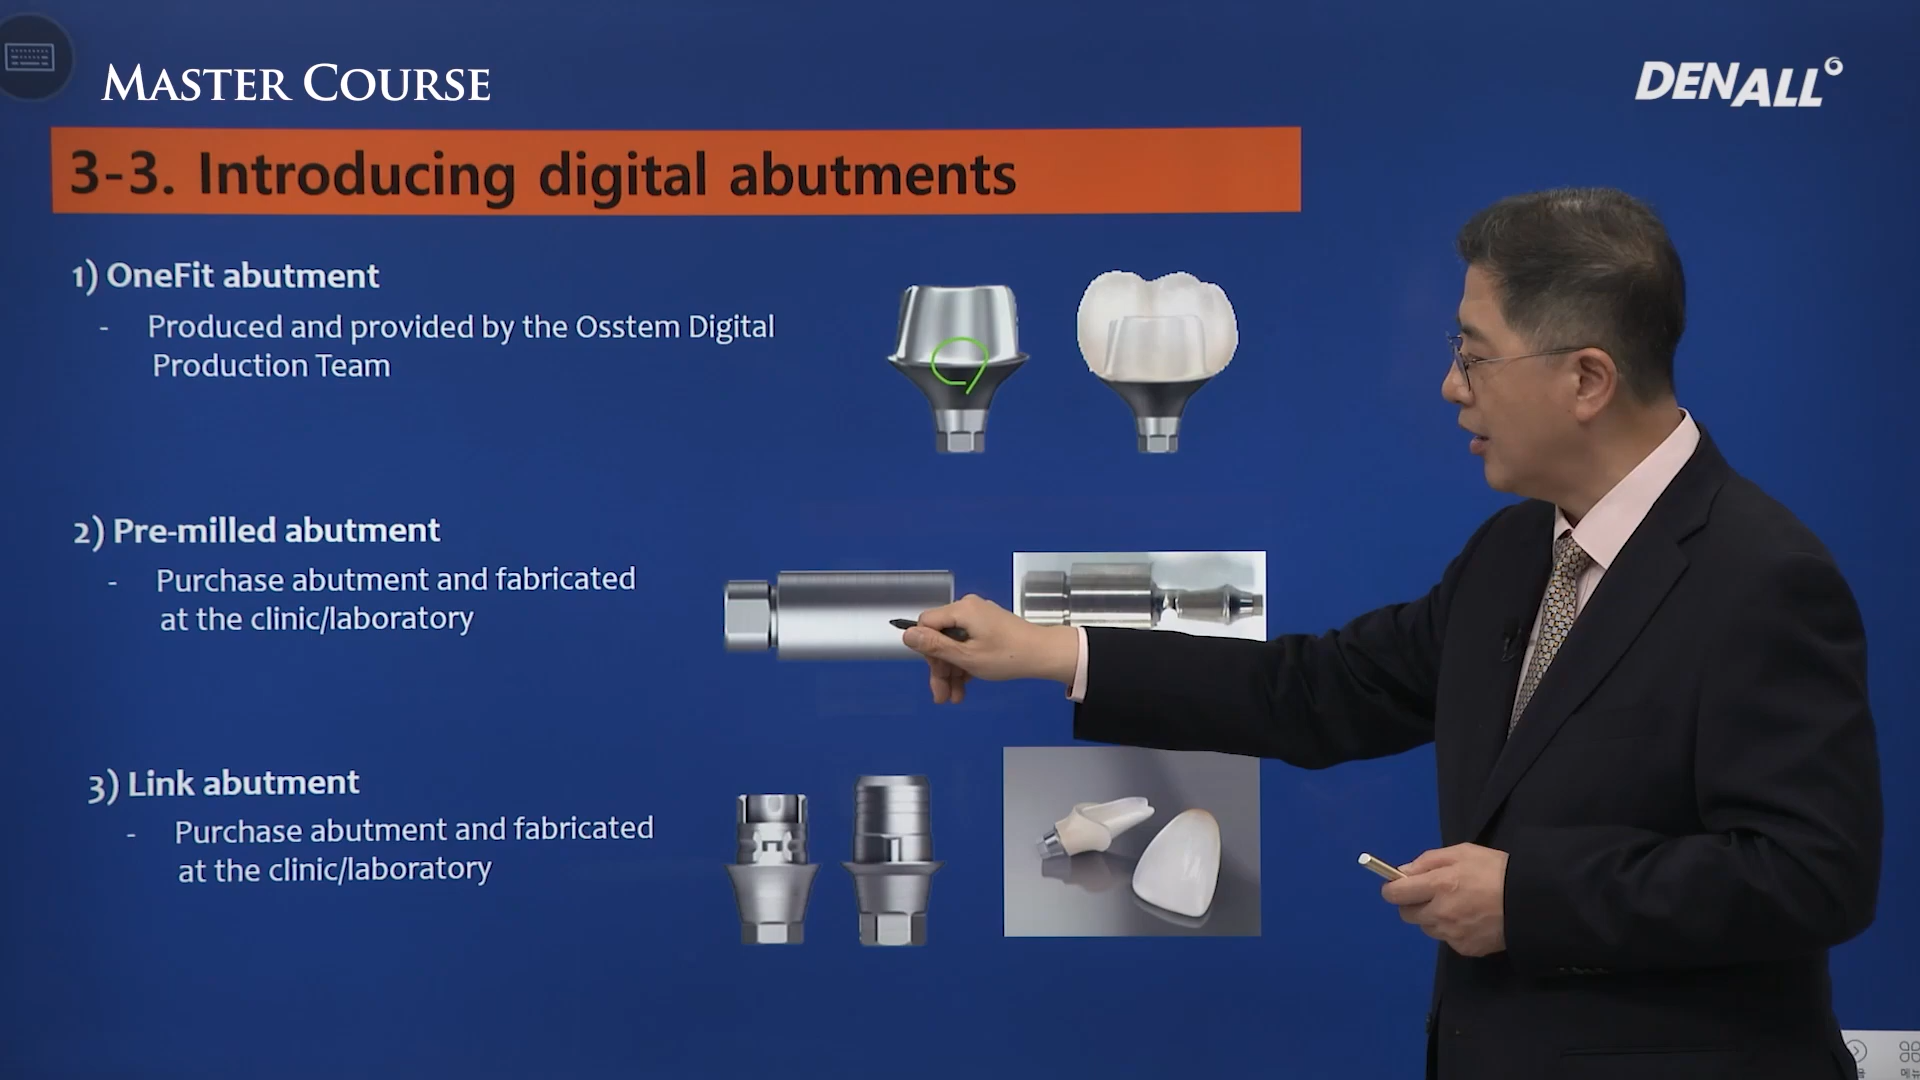 MASTER COURSE
DENALL
3-3. Introducing digital abutments
1) OneFit abutment
- Produced and provided by the Osstem Digital
Production Team
2) Pre-milled abutment
- Purchase abutment and fabricated
at the clinic/laboratory
3) Link abutment
- Purchase abutment and fabricated
at the clinic/laboratory